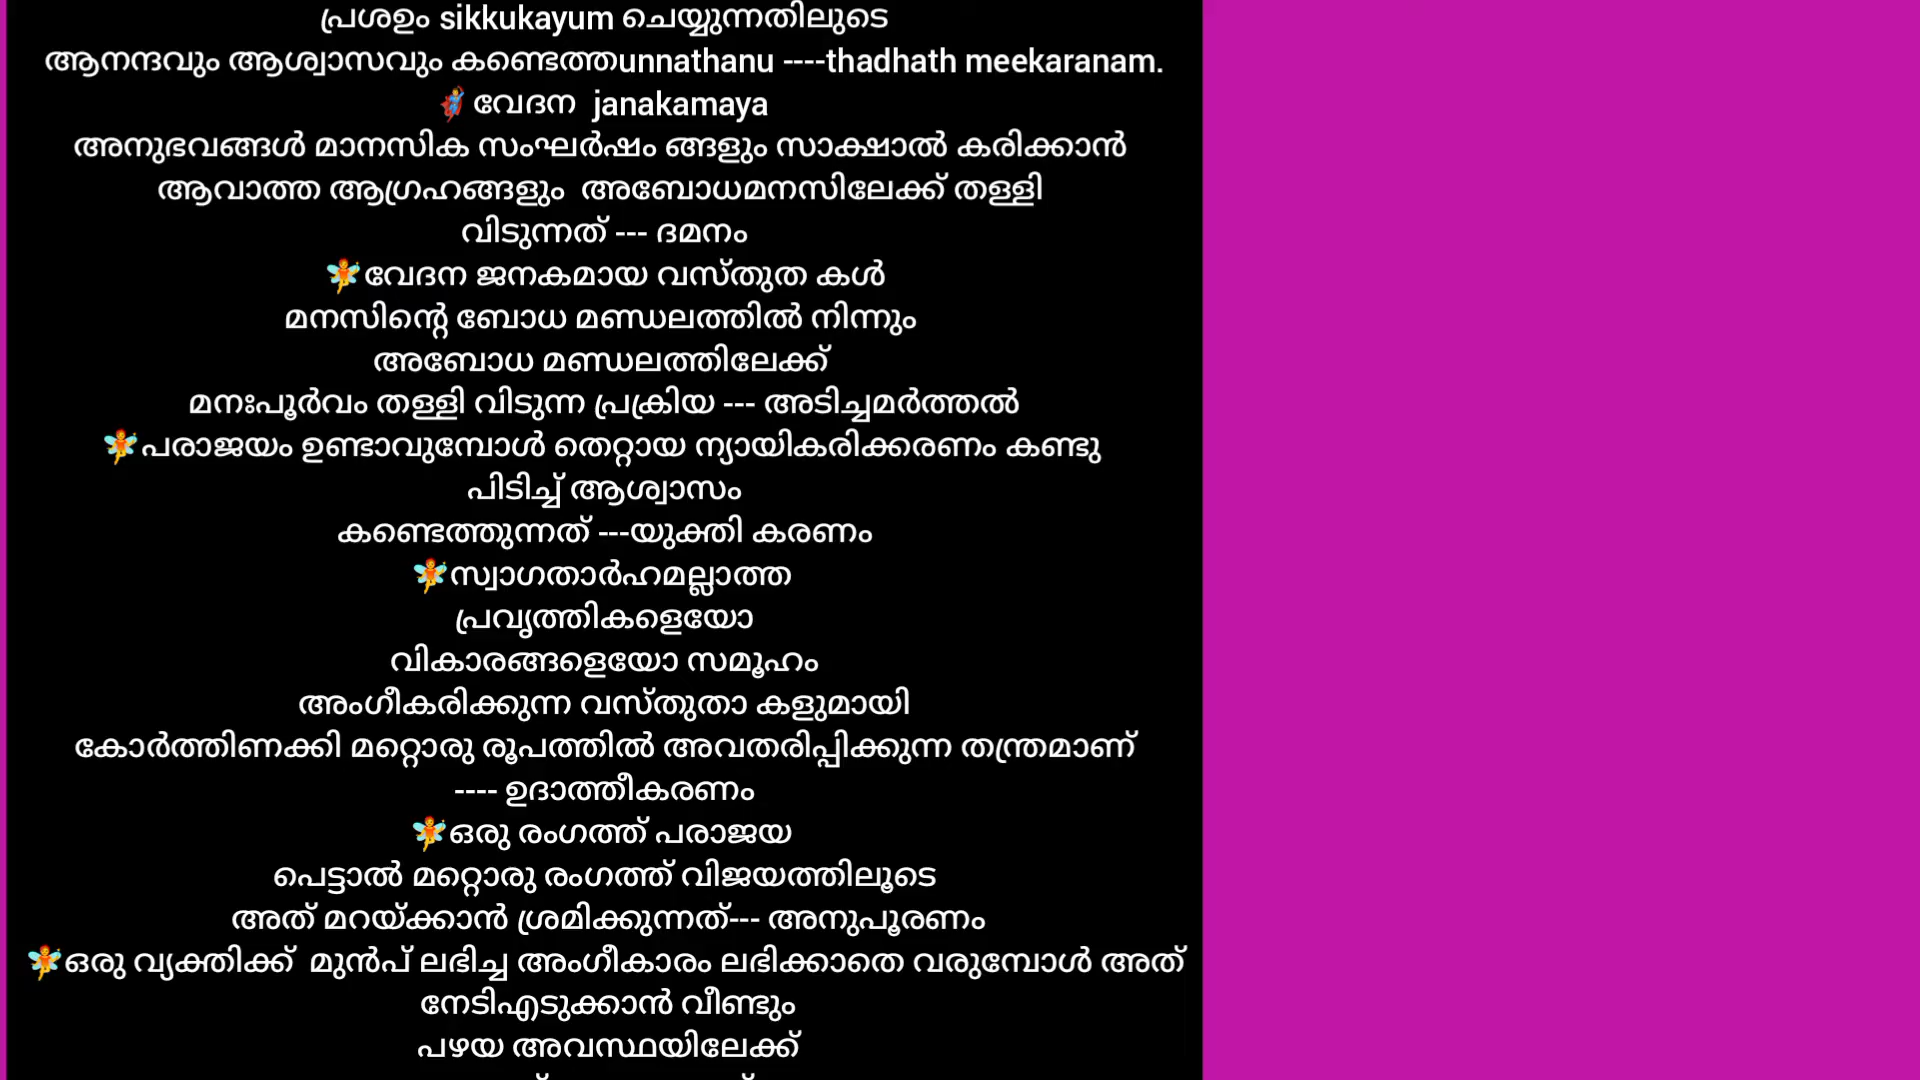 പ്രശഉം sikkukayum ചെയ്യുന്നതിലുടെ
ആനന്ദവും ആശ്വാസവും കണ്ടെത്തunnathanu ----thadhath meekaranam.
വേദന janakamaya
അനുഭവങ്ങൾ മാനസിക സംഘർഷം ങ്ങളും സാക്ഷാൽ കരിക്കാൻ
ആവാത്ത ആഗ്രഹങ്ങളും അബോധമനസിലേക്ക് തള്ളി
വിടുന്നത് --- ദമനം
വേദന ജനകമായ വസ്തുത കൾ
മനസിന്റെ ബോധ മണ്ഡലത്തിൽ നിന്നും
അബോധ മണ്ഡലത്തിലേക്ക്
മനഃപൂർവം തള്ളി വിടുന്ന പ്രക്രിയ --- അടിച്ചമർത്തൽ
പരാജയം ഉണ്ടാവുമ്പോൾ തെറ്റായ ന്യായികരിക്കരണം കണ്ടു
പിടിച്ച് ആശ്വാസം
കണ്ടെത്തുന്നത് ---യുക്തി കരണം
സ്വാഗതാർഹമല്ലാത്ത
പ്രവൃത്തികളെയോ
വികാരങ്ങളെയോ സമൂഹം
അംഗീകരിക്കുന്ന വസ്തുതാ കളുമായി
കോർത്തിണക്കി മറ്റൊരു രൂപത്തിൽ അവതരിപ്പിക്കുന്ന തന്ത്രമാണ്
---- ഉദാത്തീകരണം
ഒരു രംഗത്ത് പരാജയ
പെട്ടാൽ മറ്റൊരു രംഗത്ത് വിജയത്തിലൂടെ
അത് മറയ്ക്കാൻ ശ്രമിക്കുന്നത്--- അനുപൂരണം
ഒരു വ്യക്തിക്ക് മുൻപ് ലഭിച്ച അംഗീകാരം ലഭിക്കാതെ വരുമ്പോൾ അത്
നേടിഎടുക്കാൻ വീണ്ടും
പഴയ അവസ്ഥയിലേക്ക്